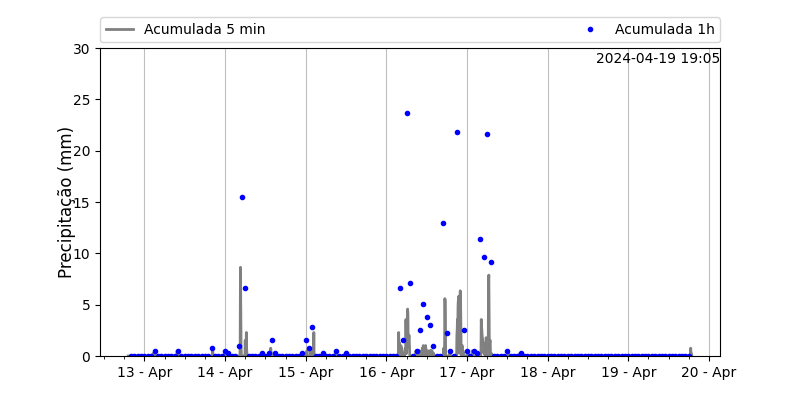 Acumulada 5 min Acumulada 1h
2024-04-19 19:05
Precipitação (mm)
30
25
20
15
10
5
0
13 - Apr 14 - Apr 15 - Apr 16 - Apr 17 - Apr 18 - Apr 19 - Apr 20 - Apr